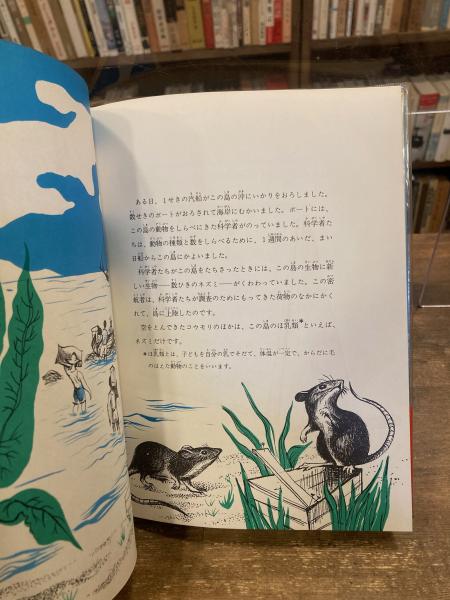 ある日、1せきの汽船がこの島の沖にいかりをおろしました。
数せきのボートがおろされて海岸にむかいました。ボートには、
この島の動物をしらべにきた科学者がのっていました。科学者た
ちは、動物の種類と数をしらべるために、1週間のあいだ、まい
日船からこの島にかよいました。
科学者たちがこの島をたちさったときには、この島の生物に新
しい生物——数ひきのネズミ——がくわわっていました。この密
航者は、科学者たちが調査のためにもってきた荷物のなかにかく
れて、島に上陸したのです。
空をとんできたコウモリのほかは、この島のは乳類*といえば、
ネズミだけです。
*は乳類とは、子どもを自分の乳でそだて、体温が一定で、からだに毛
のはえた動物のことをいいます。